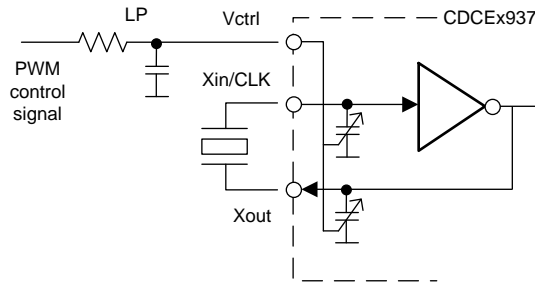 LP
Vctrl
CDCEx937
PWM
control
signal
Xin/CLK
Xout